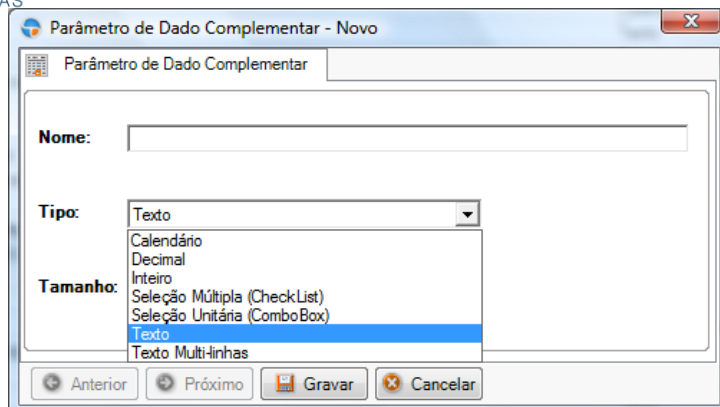 AS
Parâmetro de Dado Complementar - Novo
X
Parâmetro de Dado Complementar
Nome:
Tipo:
Texto
Calendário
Decimal
Inteiro
Tamanho:
Seleção Múltipla (CheckList)
Seleção Unitária (ComboBox)
Texto
Texto Multi-linhas
Anterior
Próximo
Gravar
Cancelar